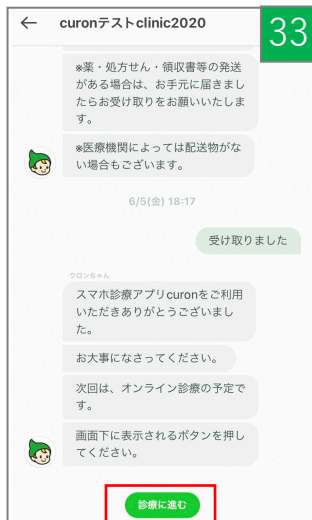 ← curonテストclinic2020
33
※薬・処方せん・領収書等の発送
がある場合は、お手元に届きまし
たらお受け取りをお願いいたしま
す。
※医療機関によっては配送物がな
い場合もございます。
6/5(金) 18:17
受け取りました
クロンちゃん
スマホ診療アプリcuronをご利用
いただきありがとうございまし
た。
お大事になさってください。
次回は、オンライン診療の予定で
す。
画面下に表示されるボタンを押し
てください。
診療に進む